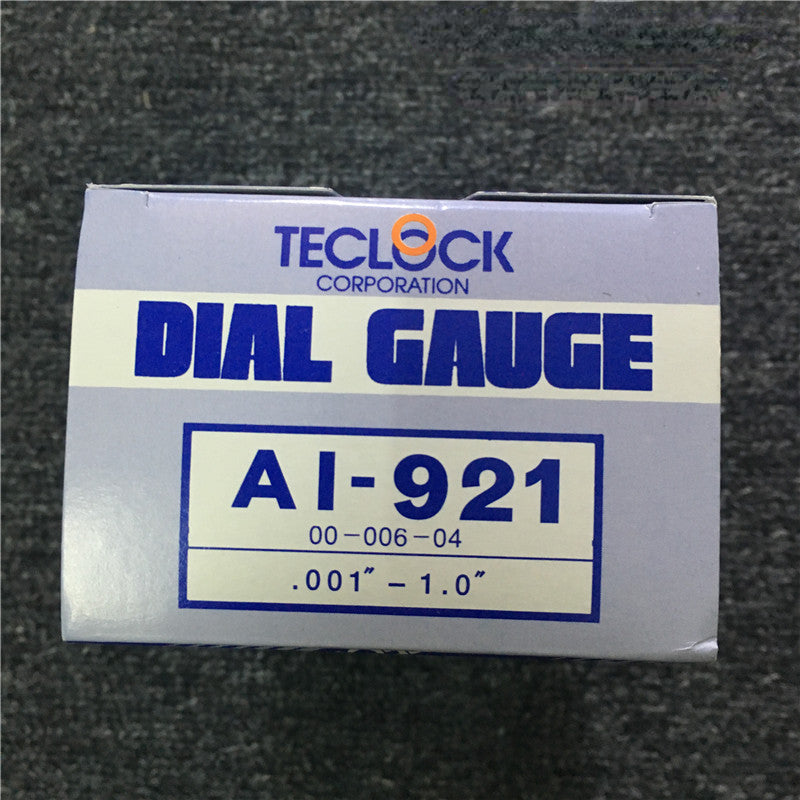 TECLOCK
CORPORATION
DIAL GAUGE
AI-921
00-006-04
.001″-1.0″